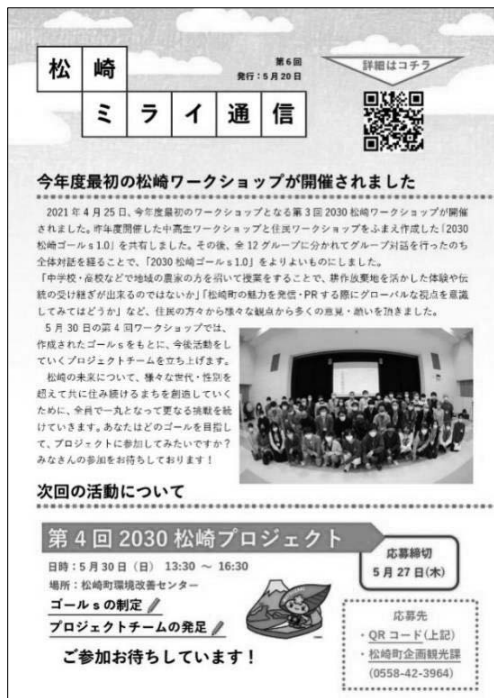 松崎
ミライ通信
第6回
発行：5月20日
詳細はコチラ
今年度最初の松崎ワークショップが開催されました
2021年4月25日、今年度最初のワークショップとなる第3回2030松崎ワークショップが開催
されました。昨年度開催した中高生ワークショップと住民ワークショップをふまえ作成した「2030
松崎ゴールs1.0」を共有しました。その後、全12グループに分かれてグループ対話を行ったのち
全体対話を経ることで、「2030松崎ゴールs1.0」をよりよいものにしました。
「中学校・高校などで地域の農家の方を招いて授業をすることで、耕作放棄地を活かした体験や伝
統の受け継ぎが出来るのではないか」「松崎町の魅力を発信・PRする際にグローバルな視点を意識
してみてはどうか」など、住民の方々から様々な観点から多くの意見・願いを頂きました。
5月30日の第4回ワークショップでは、
作成されたゴールsをもとに、今後活動をし
ていくプロジェクトチームを立ち上げます。
松崎の未来について、様々な世代・性別を
超えて共に住み続けるまちを創造していく
ために、全員で一丸となって更なる挑戦を続
けていきます。あなたはどのゴールを目指し
て、プロジェクトに参加してみたいですか？
みなさんの参加をお待ちしております！
次回の活動について
第4回2030松崎プロジェクト
日時：5月30日（日） 13:30 ～ 16:30
場所：松崎町環境改善センター
ゴールsの制定
プロジェクトチームの発足
ご参加お待ちしています！
応募締切
5月27日(木)
応募先
・QRコード(上記)
・松崎町企画観光課
(0558-42-3964)